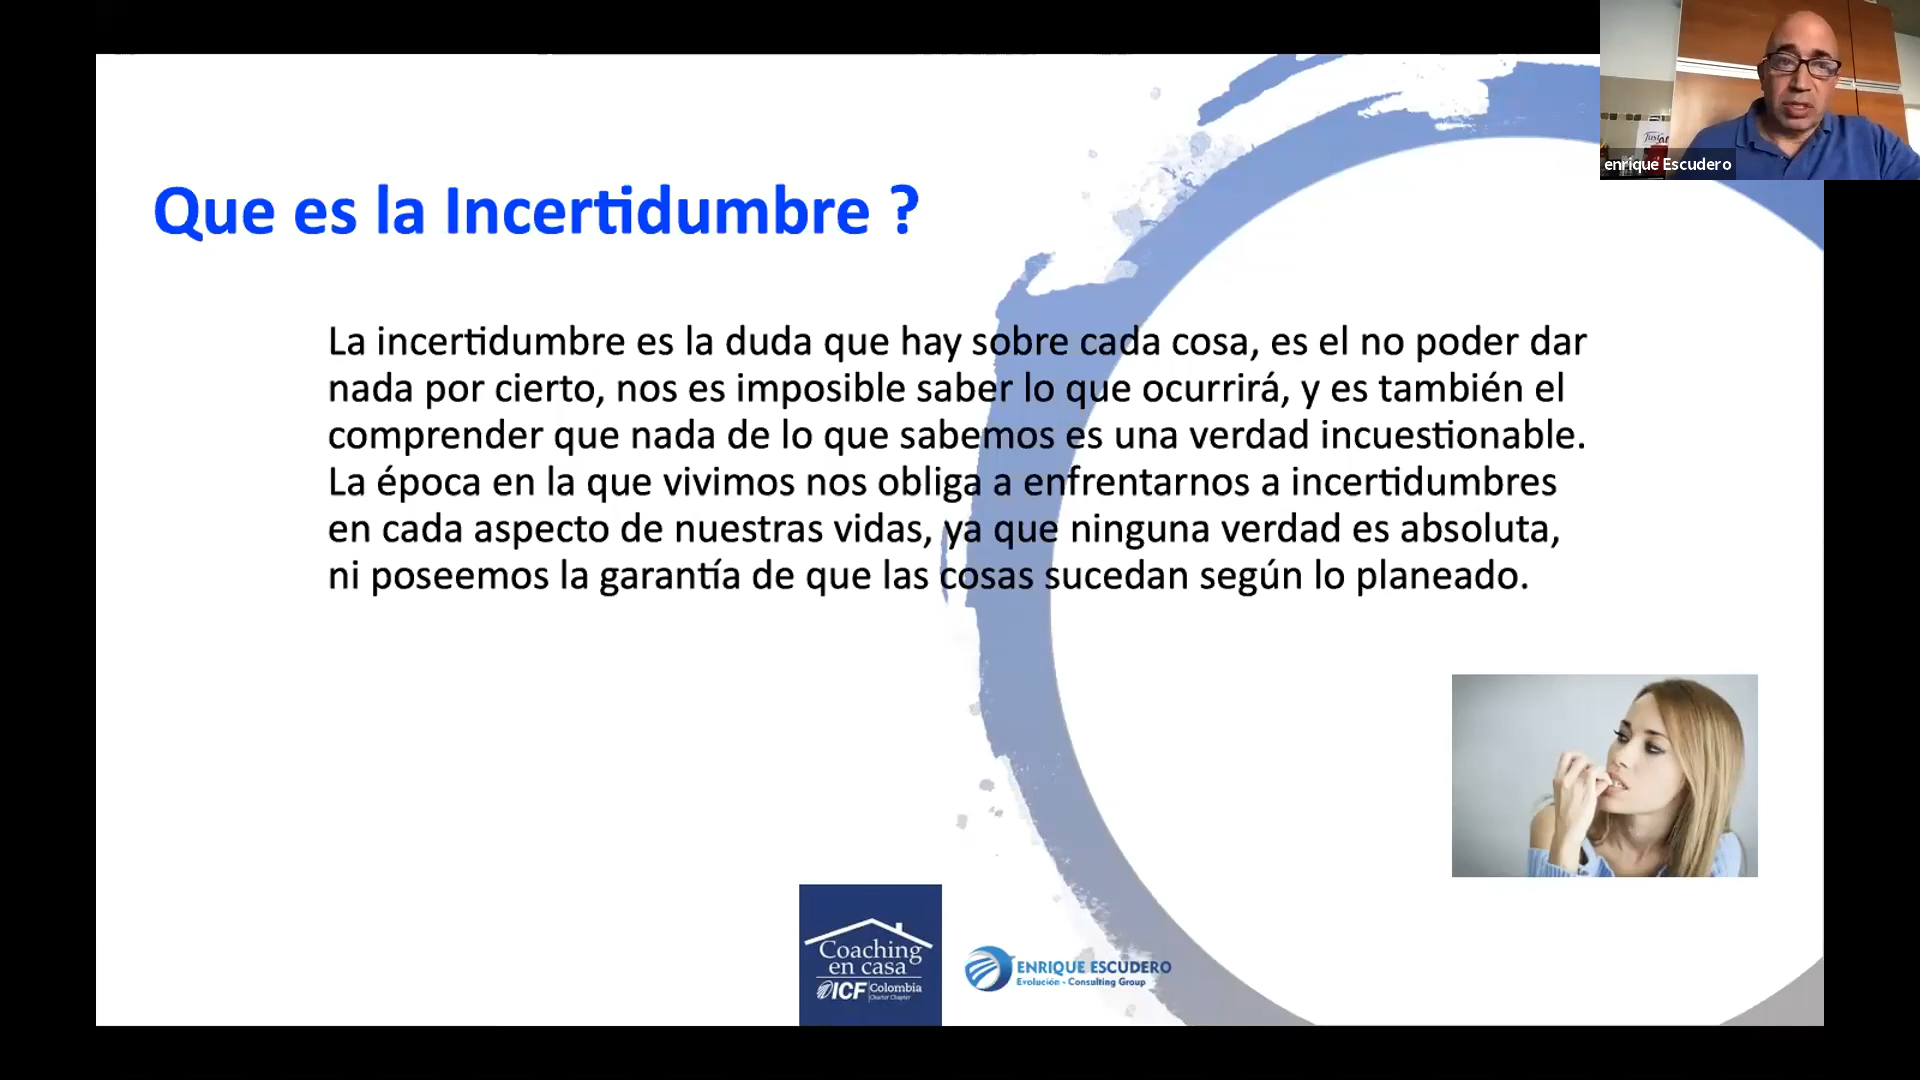 enrique Escudero
Que es la Incertidumbre ?
La incertidumbre es la duda que hay sobre cada cosa, es el no poder dar
nada por cierto, nos es imposible saber lo que ocurrirá, y es también el
comprender que nada de lo que sabemos es una verdad incuestionable.
La época en la que vivimos nos obliga a enfrentarnos a incertidumbres
en cada aspecto de nuestras vidas, ya que ninguna verdad es absoluta,
ni poseemos la garantía de que las cosas sucedan según lo planeado.
Coaching
en casa
ICF Colombia
Charter Chapter
ENRIQUE ESCUDERO
Evolución - Consulting Group